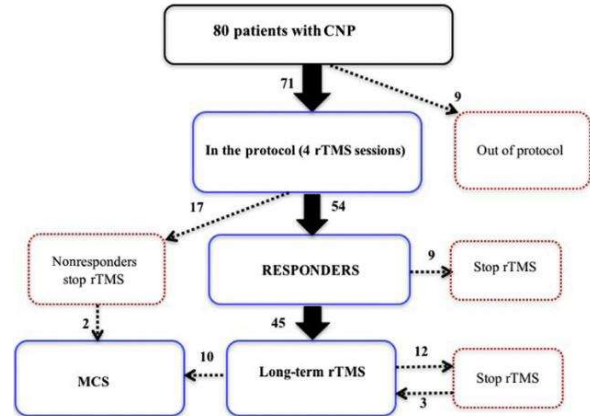 80 patients with CNP
71
9
In the protocol (4 rTMS sessions)
Out of protocol
17
54
Nonresponders
stop rTMS
RESPONDERS
9
Stop rTMS
2
45
MCS
10
Long-term rTMS
12
3
Stop rTMS